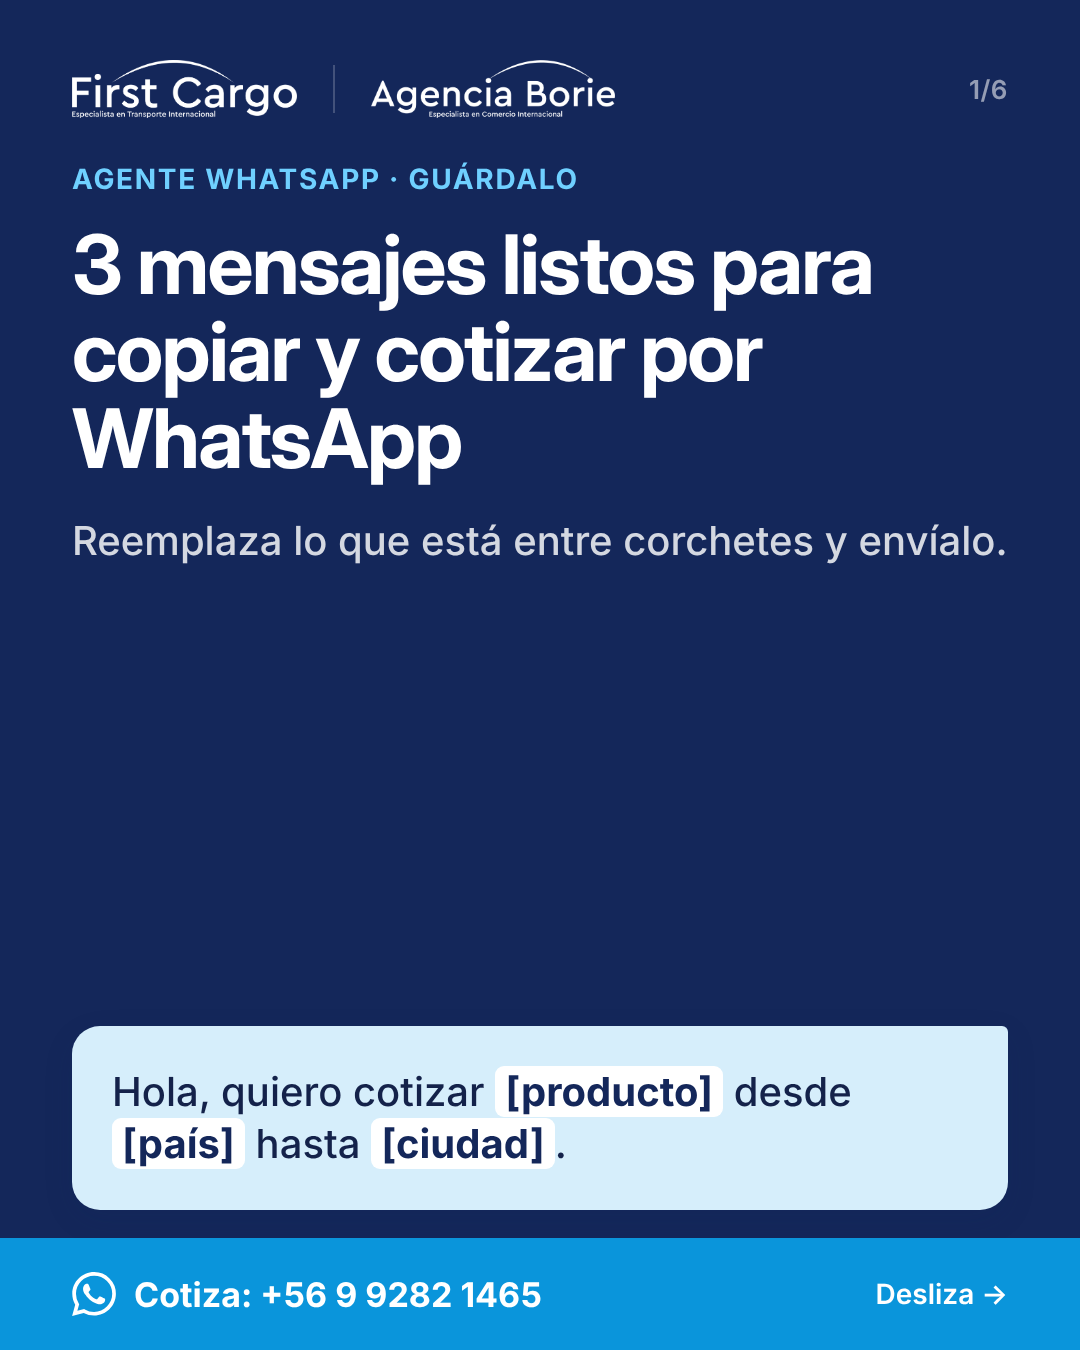 First Cargo
Especialista en Transporte Internacional
Agencia Borie
Especialista en Comercio Internacional
1/6
AGENTE WHATSAPP · GUÁRDALO
3 mensajes listos para
copiar y cotizar por
WhatsApp
Reemplaza lo que está entre corchetes y envíalo.
Hola, quiero cotizar [producto] desde
[país] hasta [ciudad].
Cotiza: +56 9 9282 1465
Desliza →